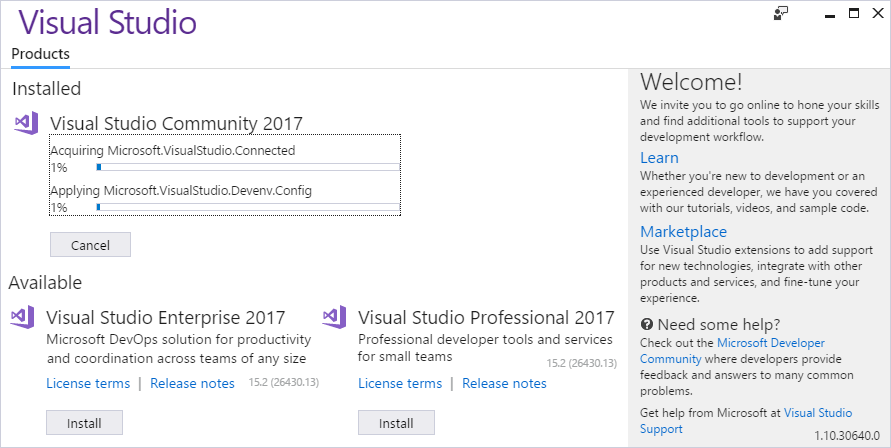 Visual Studio
Products
Installed
Visual Studio Community 2017
Acquiring Microsoft.VisualStudio.Connected
1%
Applying Microsoft.VisualStudio.Devenv.Config
1%
Cancel
Available
Visual Studio Enterprise 2017
Microsoft DevOps solution for productivity
and coordination across teams of any size
License terms | Release notes 15.2 (26430.13)
Install
Visual Studio Professional 2017
Professional developer tools and services
for small teams
15.2 (26430.13)
License terms | Release notes
Install
Welcome!
We invite you to go online to hone your skills
and find additional tools to support your
development workflow.
Learn
Whether you're new to development or an
experienced developer, we have you covered
with our tutorials, videos, and sample code.
Marketplace
Use Visual Studio extensions to add support
for new technologies, integrate with other
products and services, and fine-tune your
experience.
Need some help?
Check out the Microsoft Developer
Community where developers provide
feedback and answers to many common
problems.
Get help from Microsoft at Visual Studio
Support
1.10.30640.0